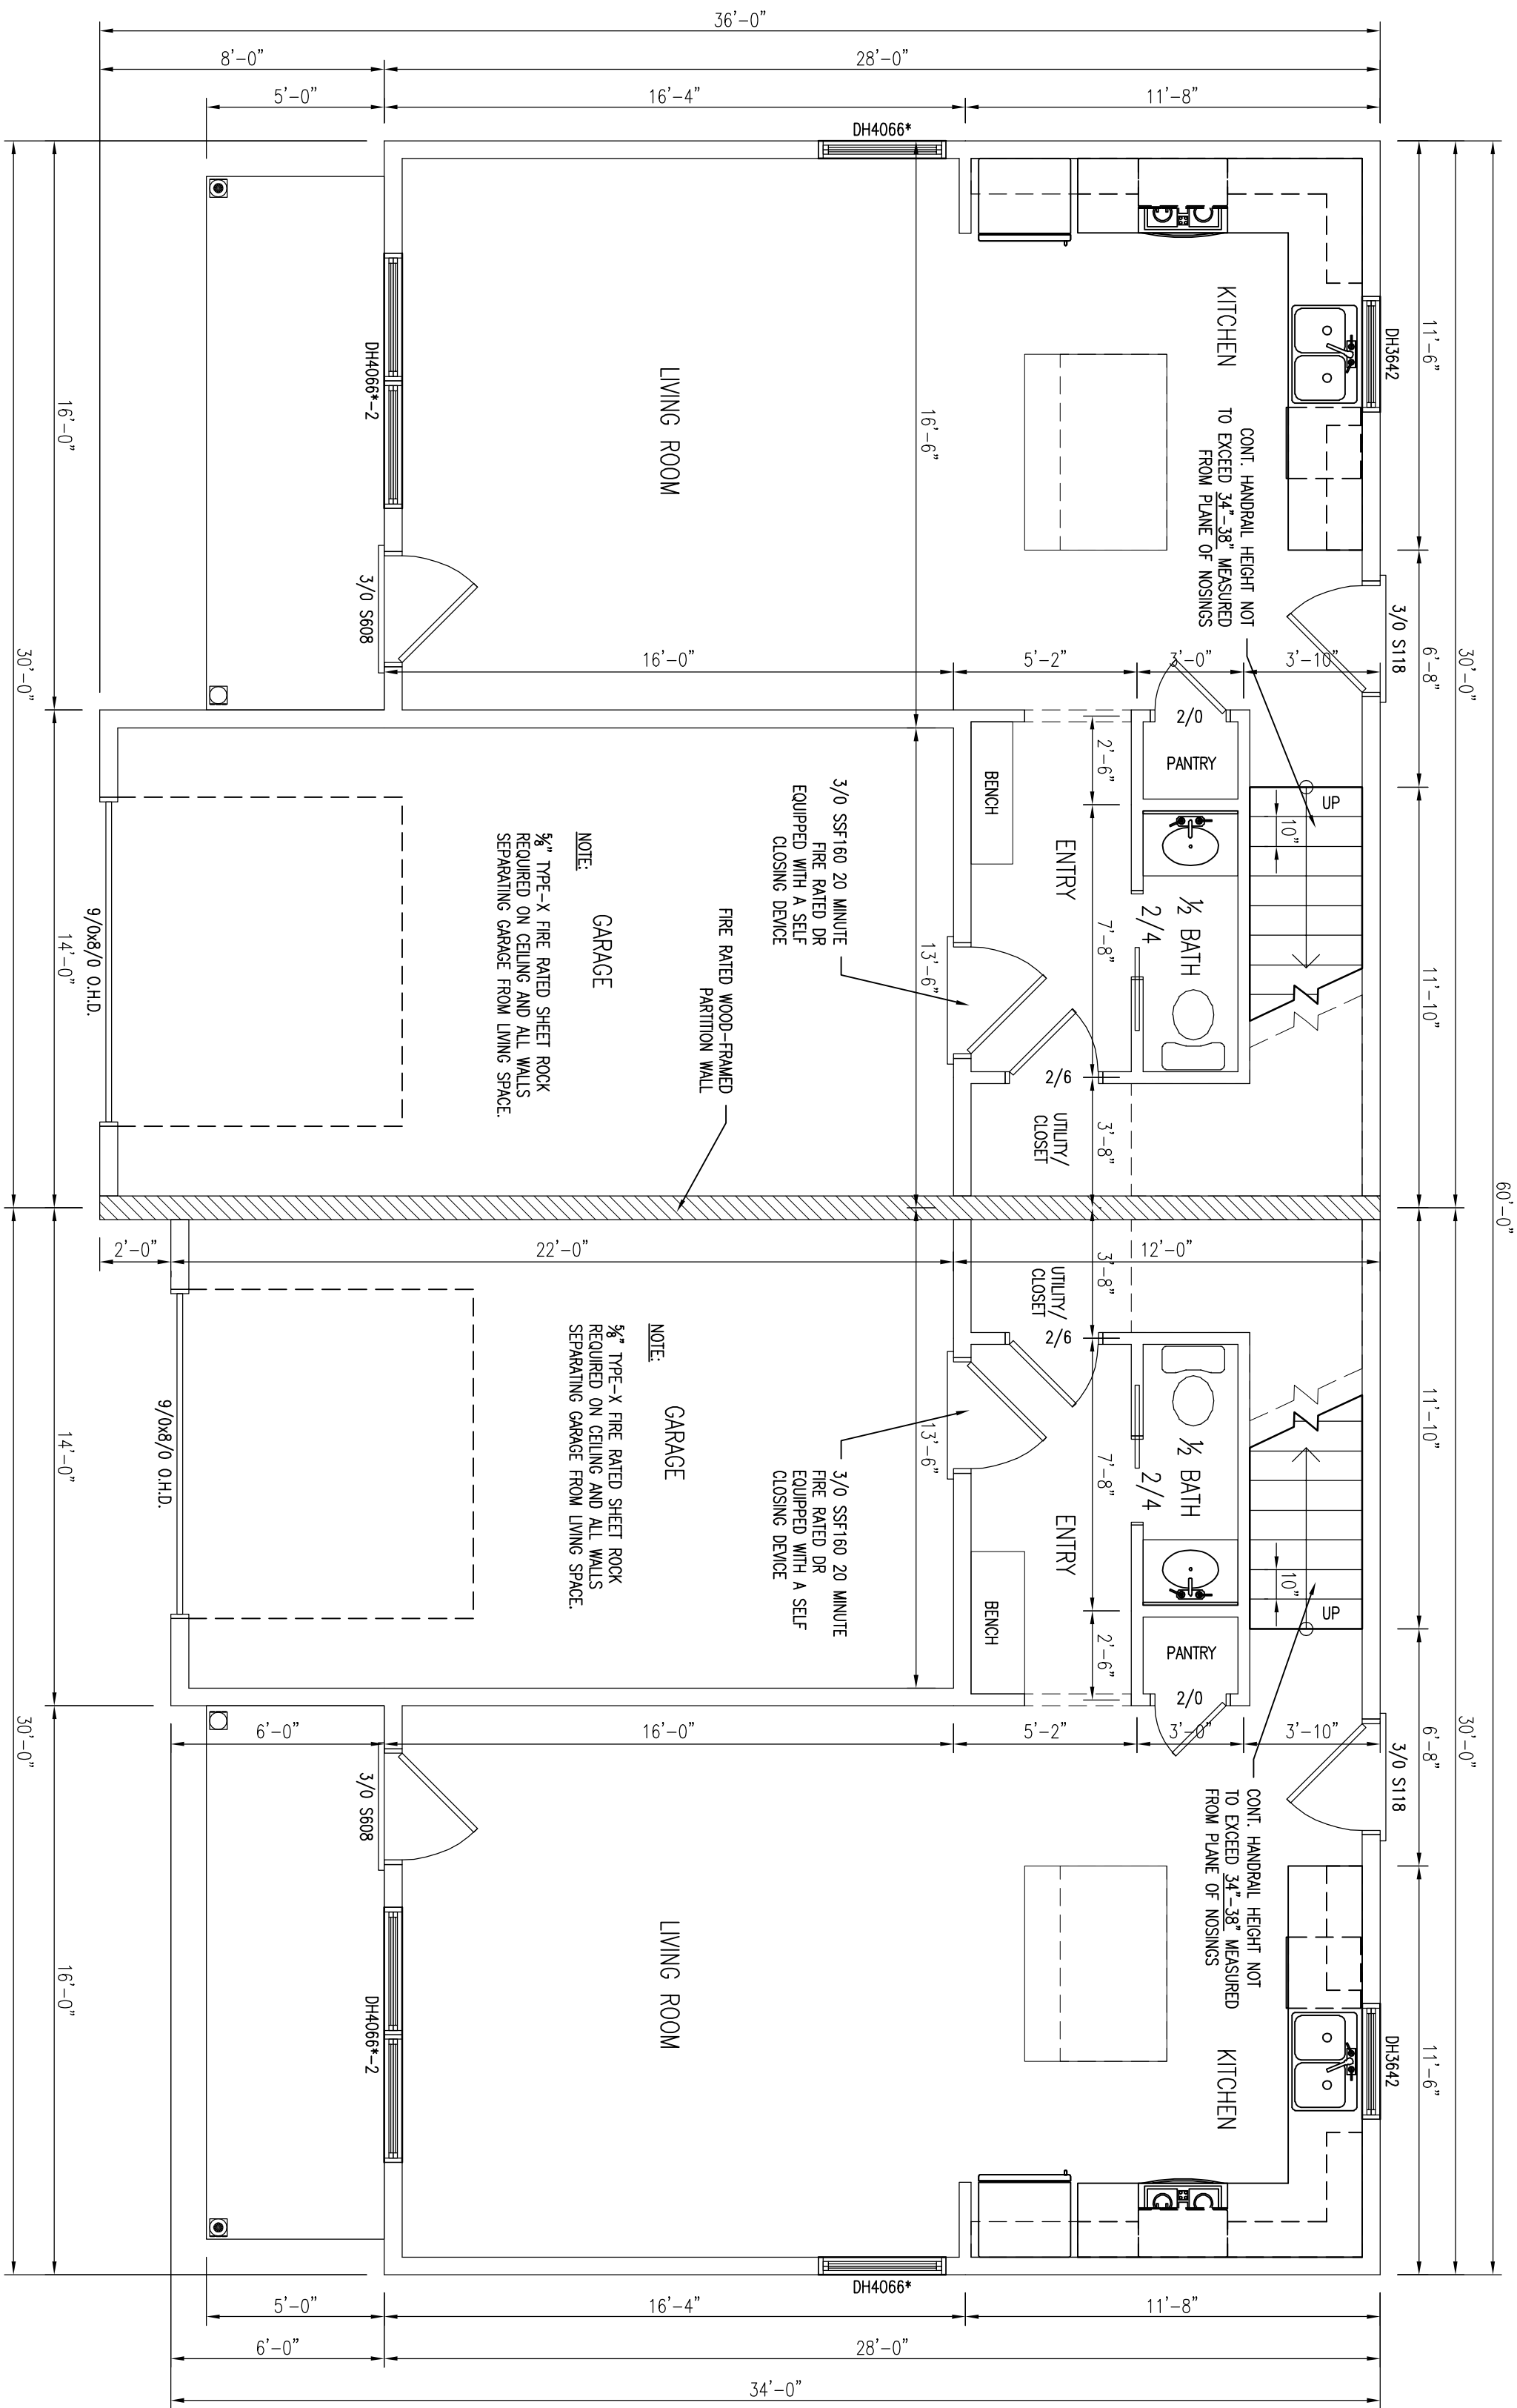 36'-0"
8'-0"
28'-0"
5'-0"
16'-4"
11'-8"
DH4066*
DH3642
11'-6"
KITCHEN
DH4066*-2
LIVING ROOM
16'-0"
16'-6"
CONT. HANDRAIL HEIGHT NOT
TO EXCEED 34"-38" MEASURED
FROM PLANE OF NOSINGS
3/0 S608
3/0 S118
6'-8"
30'-0"
30'-0"
16'-0"
5'-2"
3'-0"
3'-10"
2/0
PANTRY
2'-6"
BENCH
UP
10"
ENTRY
7'-8"
½ BATH
2/4
11'-10"
3/0 SSF160 20 MINUTE
FIRE RATED DR
EQUIPPED WITH A SELF
CLOSING DEVICE
NOTE:
⅝" TYPE-X FIRE RATED SHEET ROCK
REQUIRED ON CEILING AND ALL WALLS
SEPARATING GARAGE FROM LIVING SPACE.
GARAGE
13'-6"
9/0x8/0 O.H.D.
14'-0"
FIRE RATED WOOD-FRAMED
PARTITION WALL
2/6
UTILITY/
CLOSET
3'-8"
60'-0"
2'-0"
22'-0"
12'-0"
3'-8"
UTILITY/
CLOSET
2/6
NOTE:
⅝" TYPE-X FIRE RATED SHEET ROCK
REQUIRED ON CEILING AND ALL WALLS
SEPARATING GARAGE FROM LIVING SPACE.
GARAGE
13'-6"
9/0x8/0 O.H.D.
14'-0"
3/0 SSF160 20 MINUTE
FIRE RATED DR
EQUIPPED WITH A SELF
CLOSING DEVICE
7'-8"
½ BATH
2/4
ENTRY
11'-10"
10"
UP
BENCH
2'-6"
PANTRY
2/0
6'-0"
16'-0"
5'-2"
3'-0"
3'-10"
30'-0"
30'-0"
6'-8"
3/0 S608
3/0 S118
CONT. HANDRAIL HEIGHT NOT
TO EXCEED 34"-38" MEASURED
FROM PLANE OF NOSINGS
16'-0"
LIVING ROOM
DH4066*-2
KITCHEN
DH3642
11'-6"
DH4066*
5'-0"
16'-4"
11'-8"
6'-0"
28'-0"
34'-0"